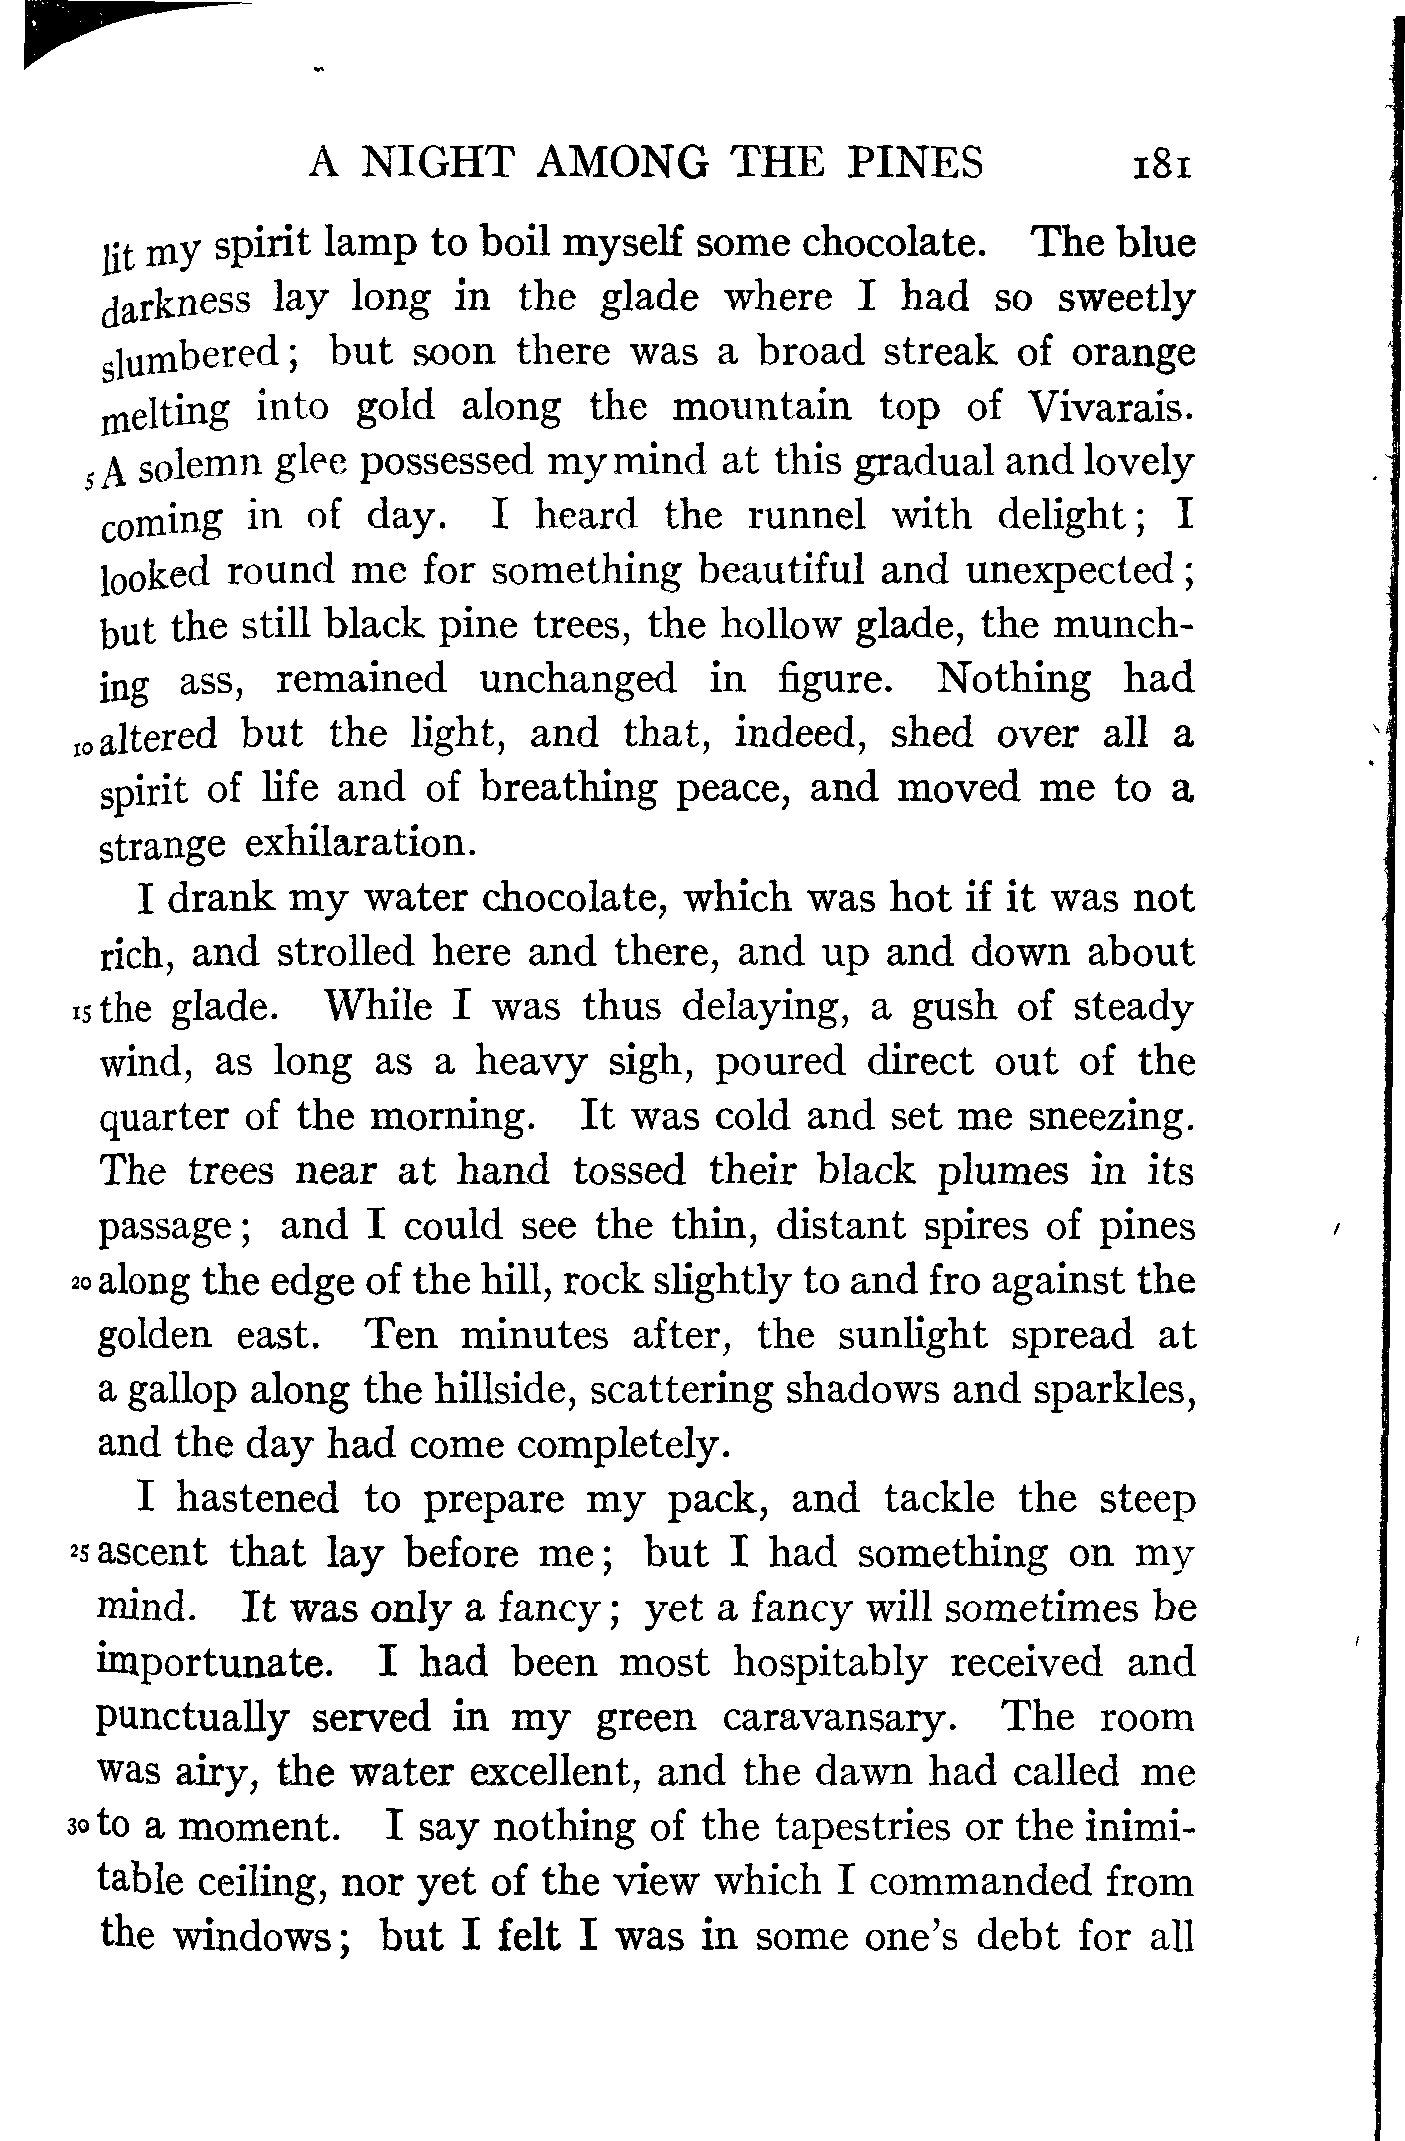 A NIGHT AMONG THE PINES 181
lit my spirit lamp to boil myself some chocolate. The blue
darkness lay long in the glade where I had so sweetly
slumbered; but soon there was a broad streak of orange
melting into gold along the mountain top of Vivarais.
5 A solemn glee possessed my mind at this gradual and lovely
coming in of day. I heard the runnel with delight; I
looked round me for something beautiful and unexpected;
but the still black pine trees, the hollow glade, the munch-
ing ass, remained unchanged in figure. Nothing had
10 altered but the light, and that, indeed, shed over all a
spirit of life and of breathing peace, and moved me to a
strange exhilaration.
I drank my water chocolate, which was hot if it was not
rich, and strolled here and there, and up and down about
15 the glade. While I was thus delaying, a gush of steady
wind, as long as a heavy sigh, poured direct out of the
quarter of the morning. It was cold and set me sneezing.
The trees near at hand tossed their black plumes in its
passage; and I could see the thin, distant spires of pines
20 along the edge of the hill, rock slightly to and fro against the
golden east. Ten minutes after, the sunlight spread at
a gallop along the hillside, scattering shadows and sparkles,
and the day had come completely.
I hastened to prepare my pack, and tackle the steep
25 ascent that lay before me; but I had something on my
mind. It was only a fancy; yet a fancy will sometimes be
importunate. I had been most hospitably received and
punctually served in my green caravansary. The room
was airy, the water excellent, and the dawn had called me
30 to a moment. I say nothing of the tapestries or the inimi-
table ceiling, nor yet of the view which I commanded from
the windows; but I felt I was in some one's debt for all